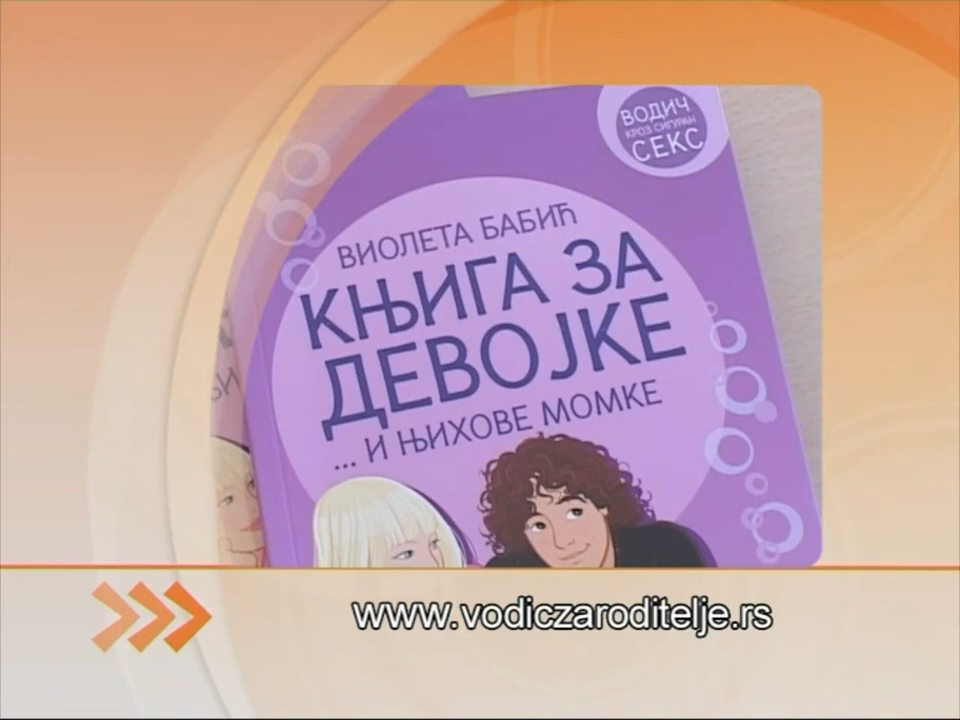 ВОДИЧ
КРОЗ СИГУРАН
СЕКС
ВИОЛЕТА БАБИЋ
КЊИГА ЗА
ДЕВОЈКЕ
... И ЊИХОВЕ МОМКЕ
www.vodiczaroditelje.rs